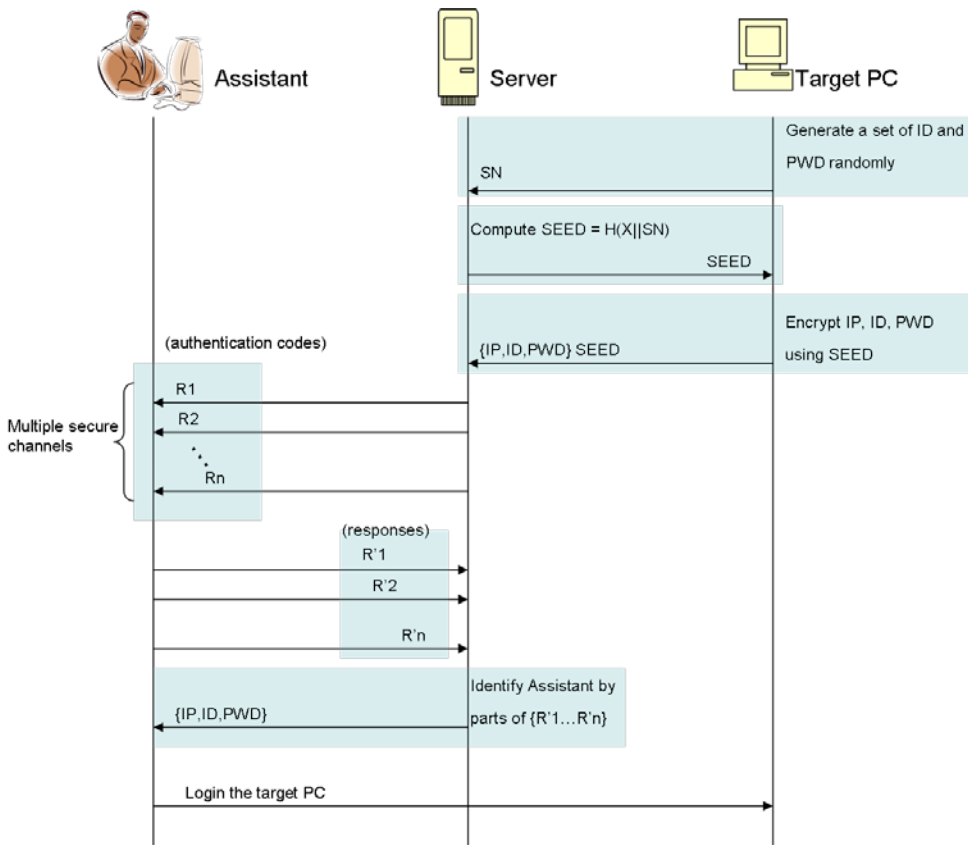 Assistant
Server
Target PC
Generate a set of ID and
PWD randomly
SN
Compute SEED = H(X||SN)
SEED
Encrypt IP, ID, PWD
using SEED
{IP,ID,PWD} SEED
(authentication codes)
R1
R2
Multiple secure
channels
Rn
(responses)
R'1
R'2
R'n
Identify Assistant by
parts of {R'1...R'n}
{IP,ID,PWD}
Login the target PC